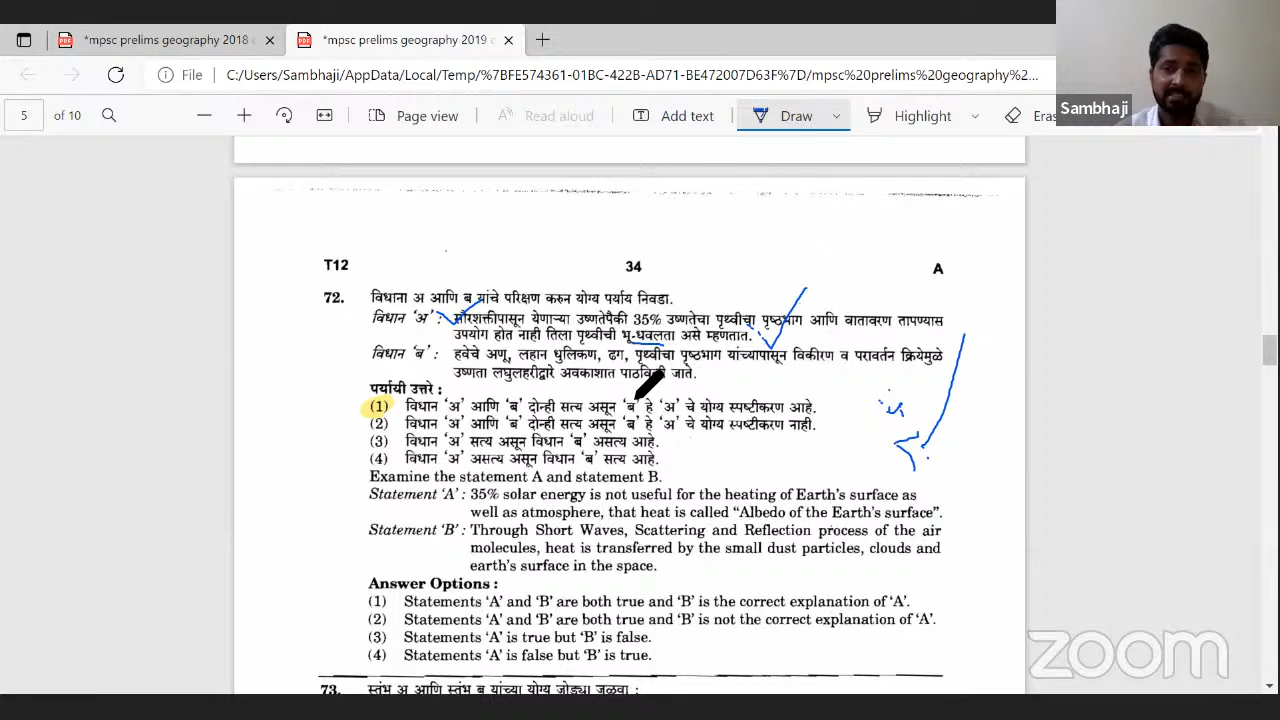 *mpsc prelims geography 2018
*mpsc prelims geography 2019
File C:/Users/Sambhaji/AppData/Local/Temp/%7BFE574361-01BC-422B-AD71-BE472007D63F%7D/mpsc%20prelims%20geography%2...
Sambhaji
5 of 10 Page view Read aloud Add text Draw Highlight
T12 34 A
72. विधाना अ आणि ब यांचे परिक्षण करुन योग्य पर्याय निवडा.
विधान ‘अ’ : सौरशक्तीपासून येणाऱ्या उष्णतेपैकी 35% उष्णतेचा पृथ्वीचा पृष्ठभाग आणि वातावरण तापण्यास
उपयोग होत नाही तिला पृथ्वीची भू-धवलता असे म्हणतात.
विधान ‘ब’ : हवेचे अणू, लहान धुलिकण, ढग, पृथ्वीचा पृष्ठभाग यांच्यापासून विकीरण व परावर्तन क्रियेमुळे
उष्णता लघुलहरीद्वारे अवकाशात जाते.
पर्यायी उत्तरे :
(1) विधान ‘अ’ आणि ‘ब’ दोन्ही सत्य असून ‘ब’ हे ‘अ’ चे योग्य स्पष्टीकरण आहे.
(2) विधान ‘अ’ आणि ‘ब’ दोन्ही सत्य असून ‘ब’ हे ‘अ’ चे योग्य स्पष्टीकरण नाही.
(3) विधान ‘अ’ सत्य असून विधान ‘ब’ असत्य आहे.
(4) विधान ‘अ’ असत्य असून विधान ‘ब’ सत्य आहे.
Examine the statement A and statement B.
Statement ‘A’ : 35% solar energy is not useful for the heating of Earth's surface as
well as atmosphere, that heat is called “Albedo of the Earth's surface”.
Statement ‘B’ : Through Short Waves, Scattering and Reflection process of the air
molecules, heat is transferred by the small dust particles, clouds and
earth's surface in the space.
Answer Options :
(1) Statements ‘A’ and ‘B’ are both true and ‘B’ is the correct explanation of ‘A’.
(2) Statements ‘A’ and ‘B’ are both true and ‘B’ is not the correct explanation of ‘A’.
(3) Statements ‘A’ is true but ‘B’ is false.
(4) Statements ‘A’ is false but ‘B’ is true.
zoom
73. स्तंभ अ आणि स्तंभ ब यांच्या योग्य जोड्या जुळवा :